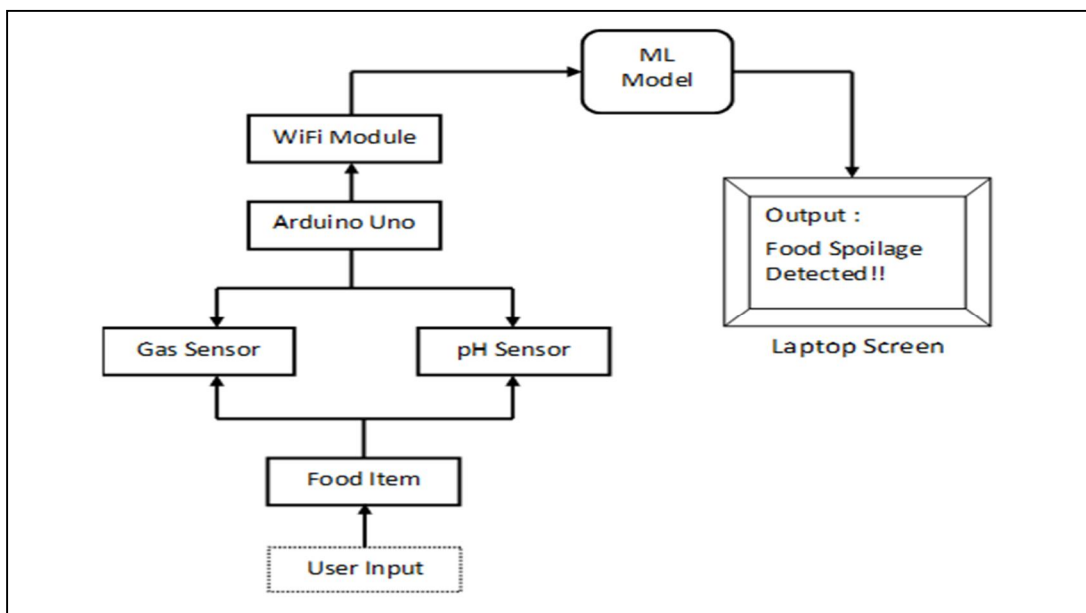 ML
Model
WiFi Module
Arduino Uno
Output :
Food Spoilage
Detected!!
Gas Sensor
pH Sensor
Laptop Screen
Food Item
User Input